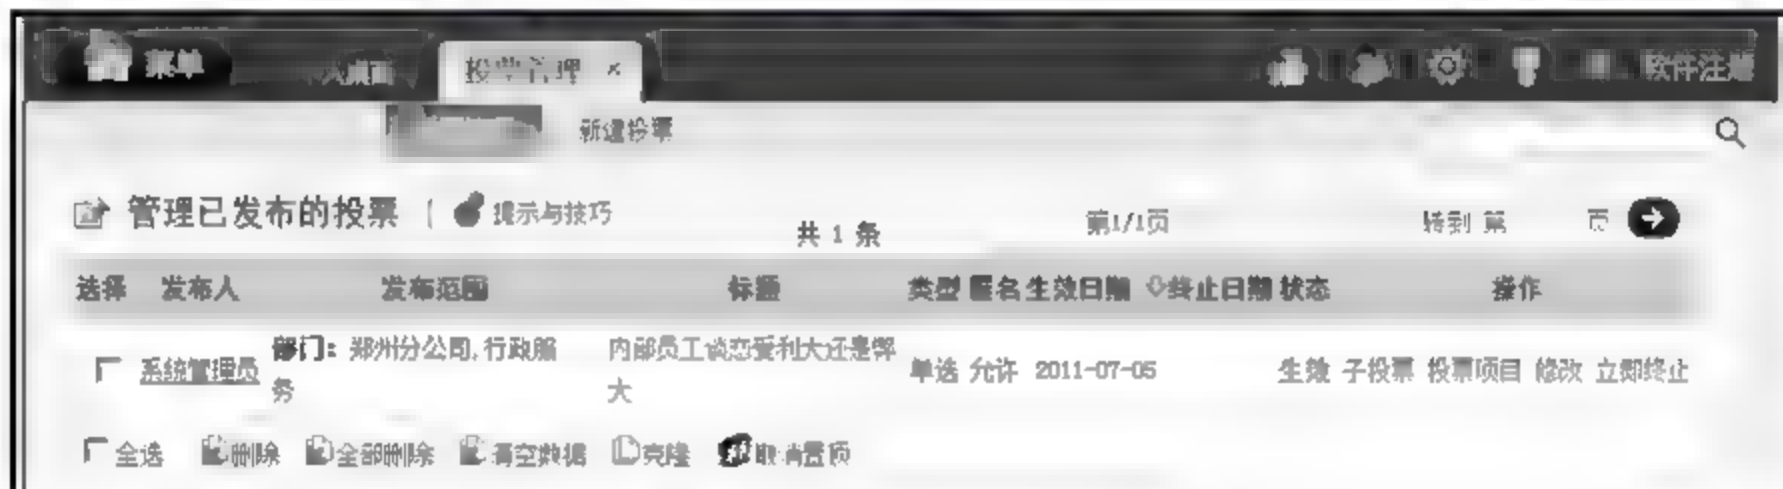 菜单 投票管理 × 软件注册
新建投票
管理已发布的投票 ( 提示与技巧
共 1 条 第1/1页 转到 第 页
选择 发布人 发布范围 标题 类型 匿名 生效日期 终止日期 状态 操作
系统管理员 部门: 郑州分公司,行政服务 内部员工谈恋爱利大还是弊大 单选 允许 2011-07-05 生效 子投票 投票项目 修改 立即终止
全选 删除 全部删除 清空数据 克隆 取消置顶